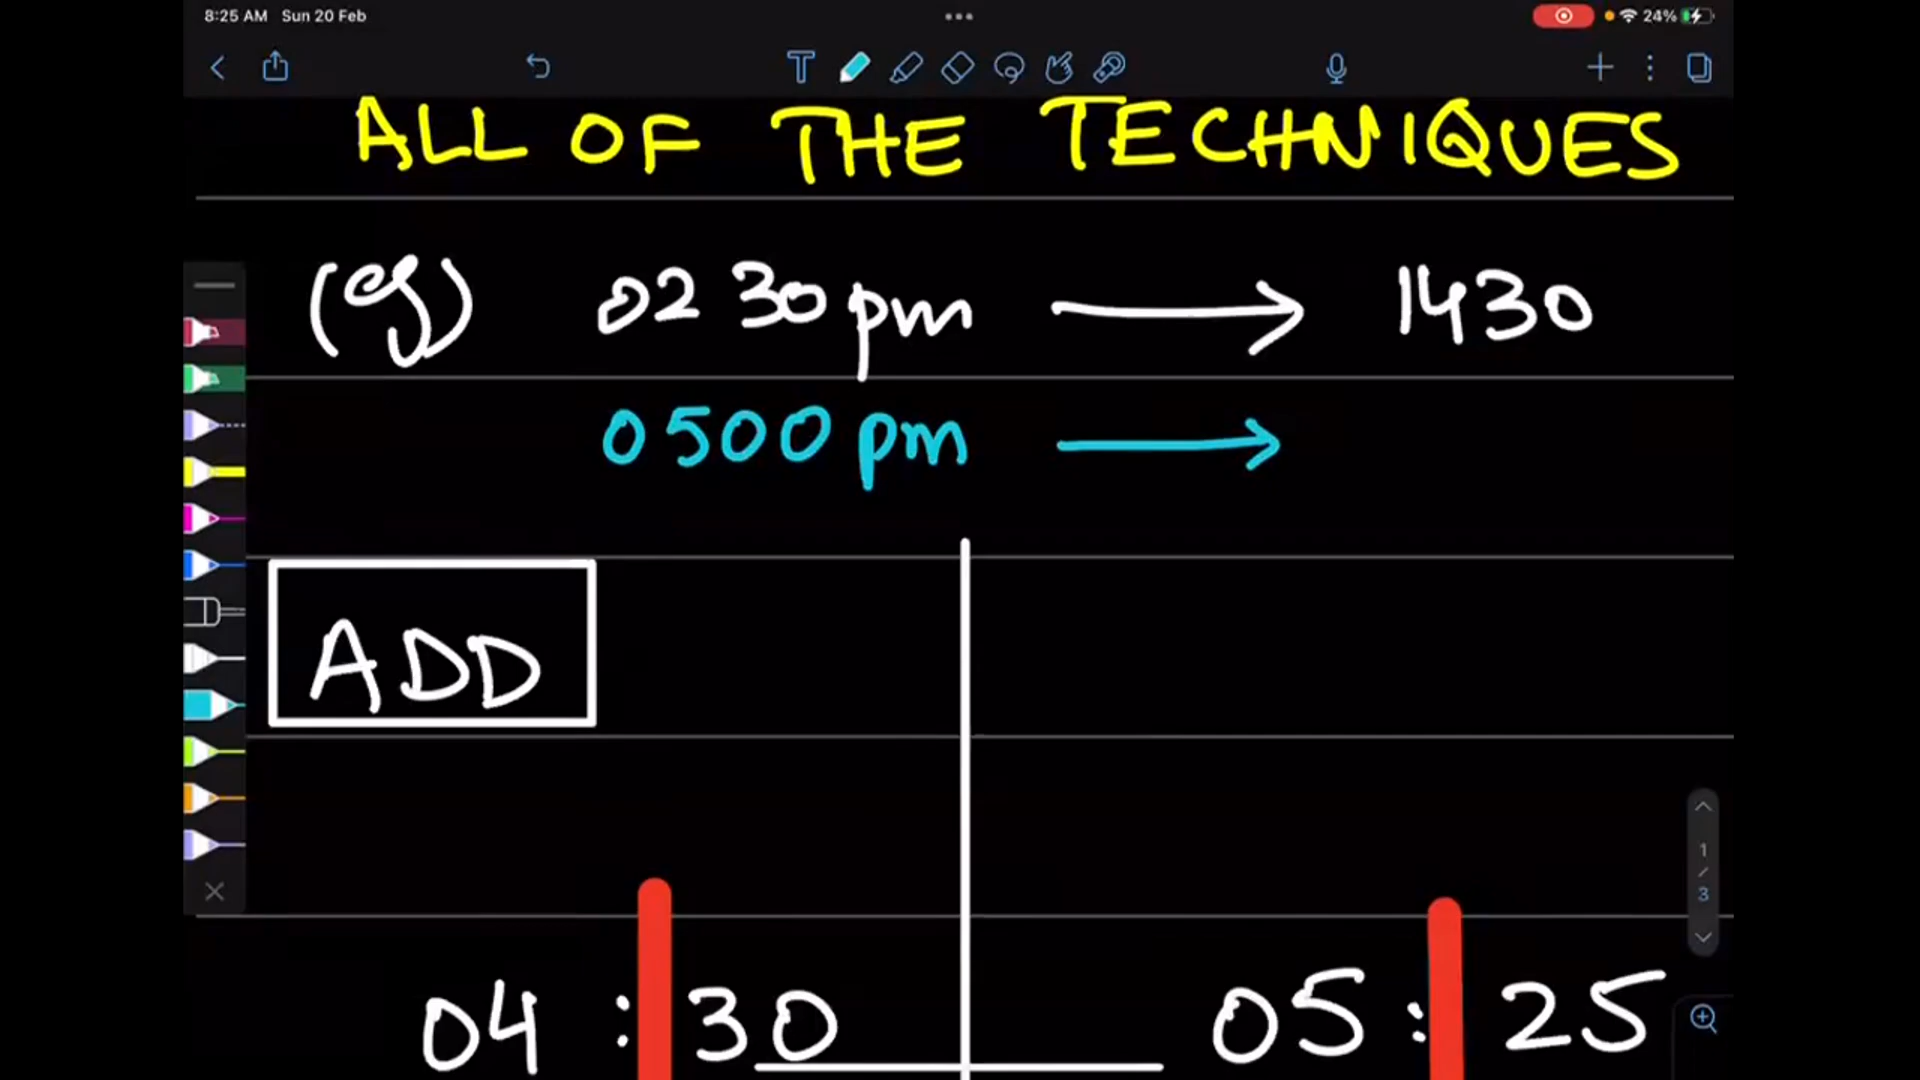 8:25 AM Sun 20 Feb
24%
ALL OF THE TECHNIQUES
(eg) 02 30 pm → 1430
0500 pm →
ADD
1
/
3
04 : 30
05 : 25